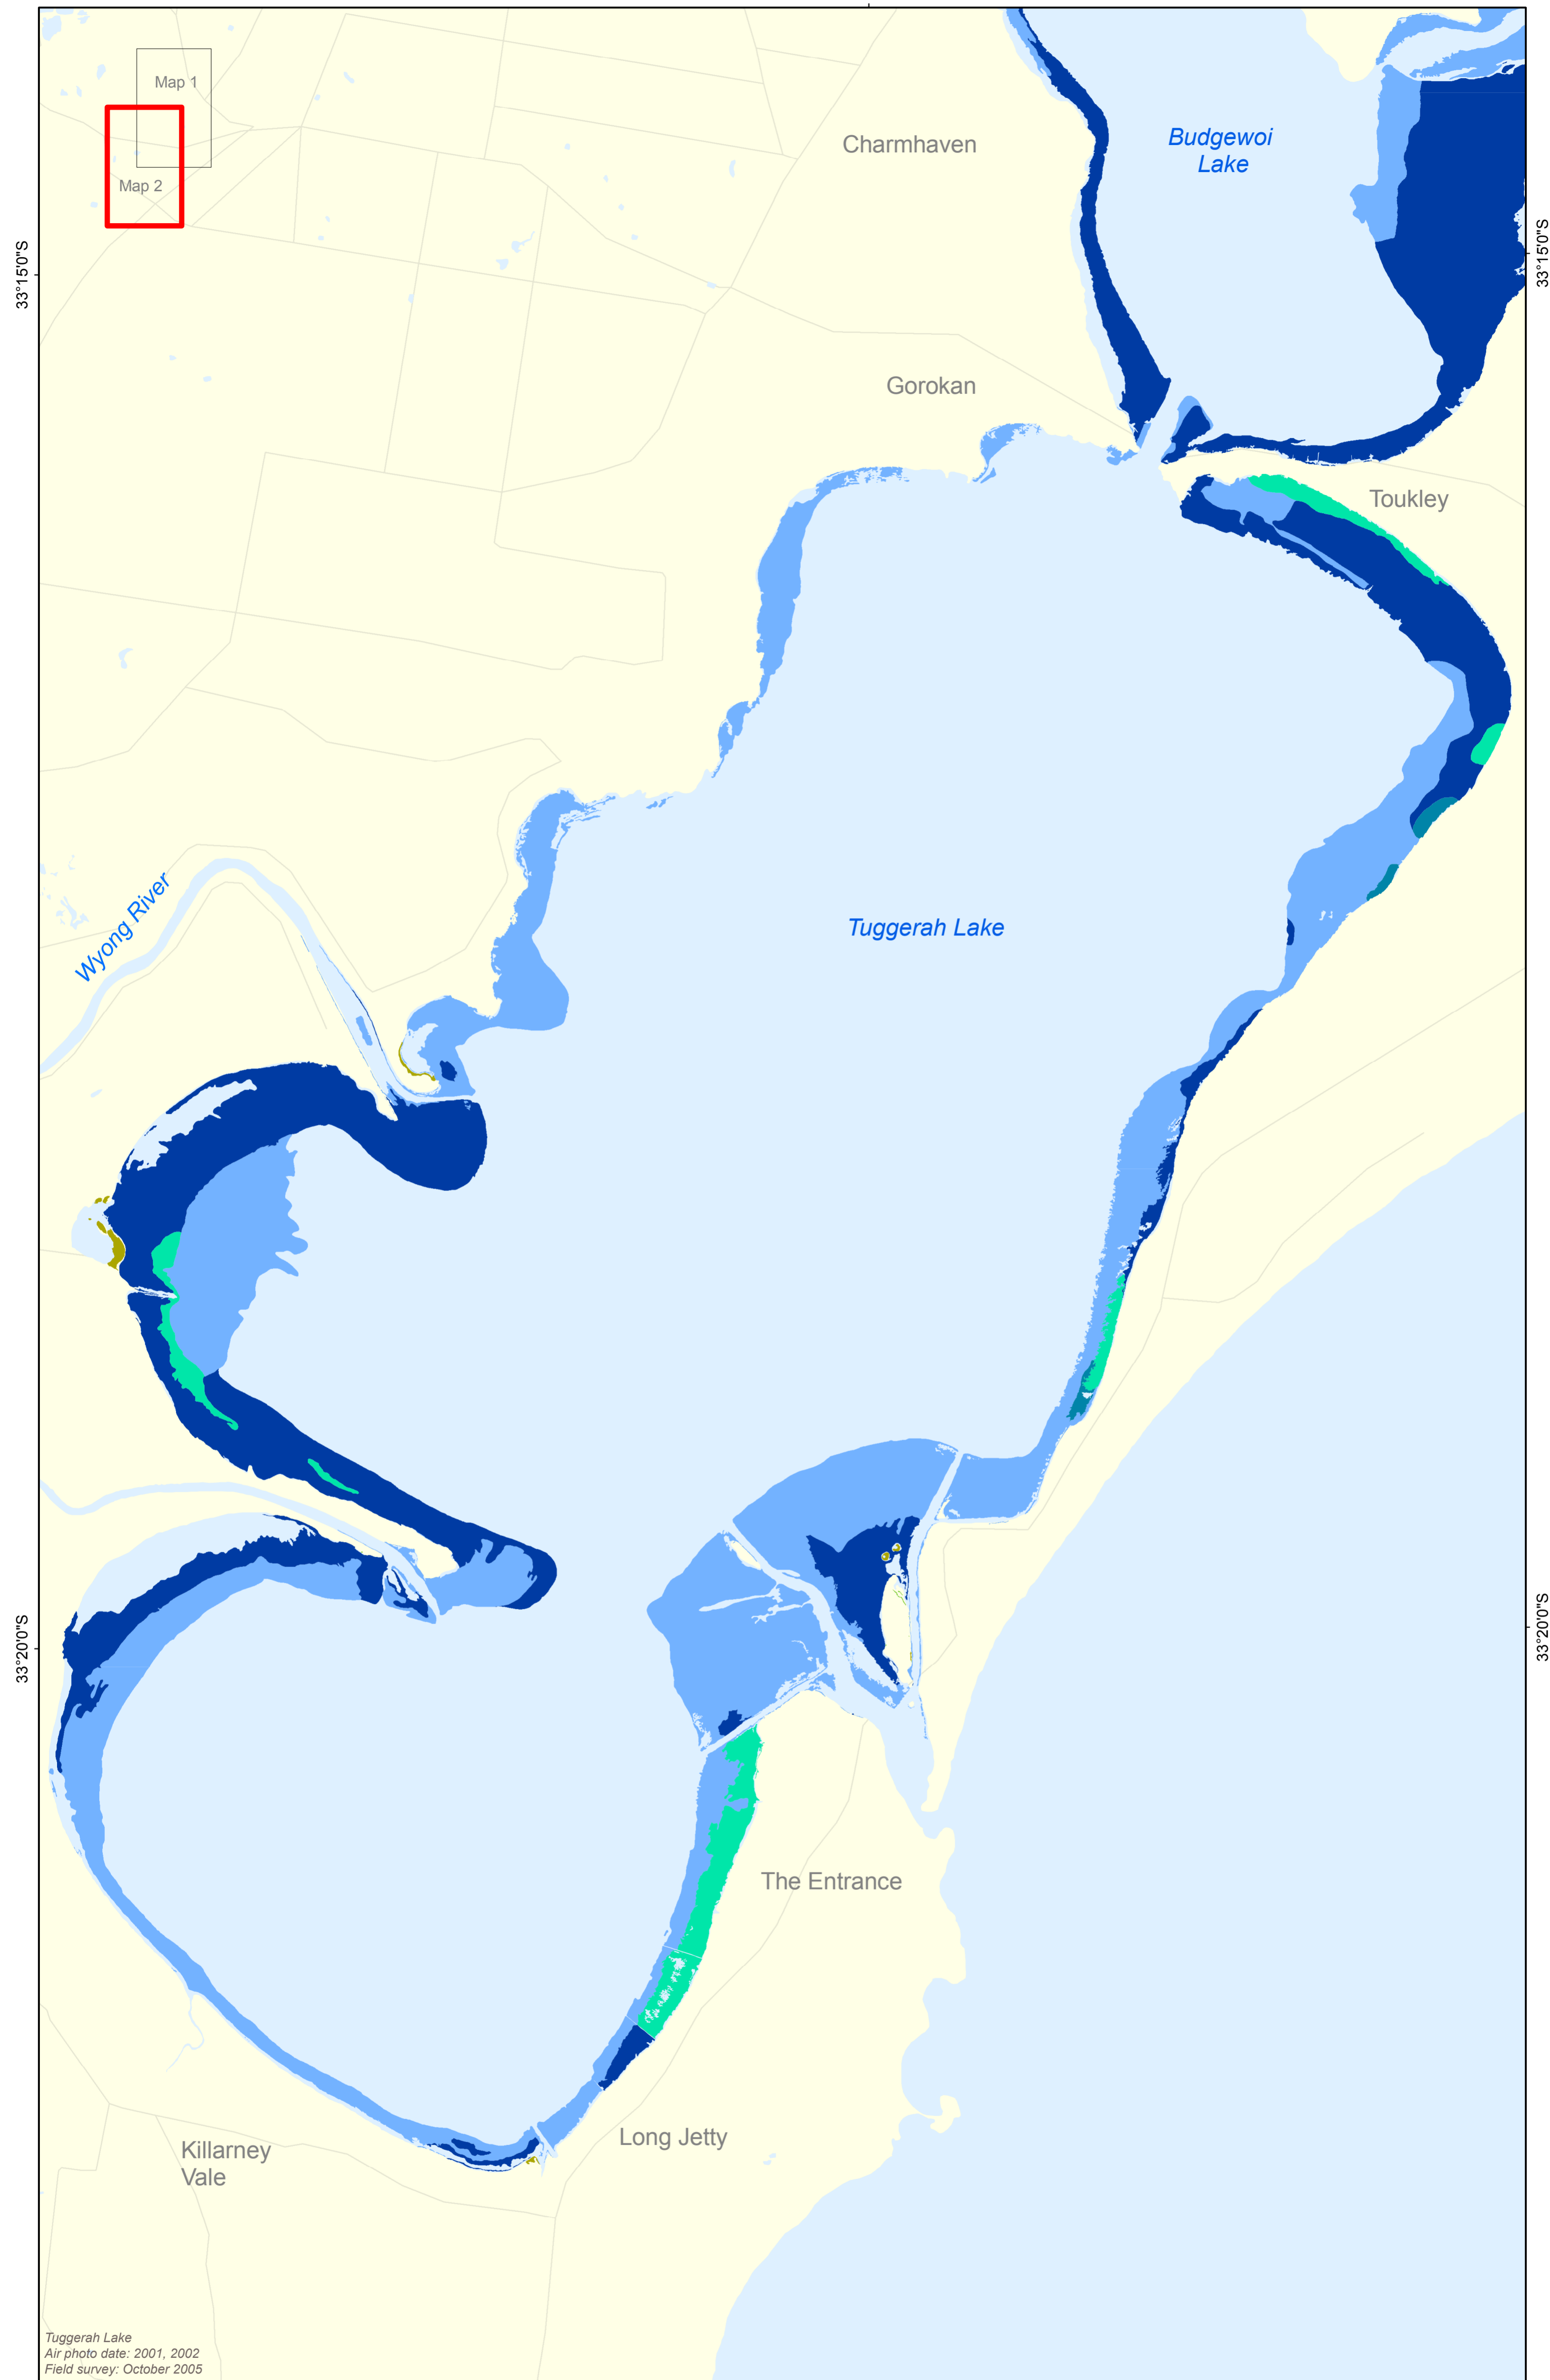 Map 1
Map 2
Charmhaven
Budgewoi
Lake
33°15'0"S
33°15'0"S
Gorokan
Toukley
Wyong River
Tuggerah Lake
33°20'0"S
33°20'0"S
The Entrance
Long Jetty
Killarney
Vale
Tuggerah Lake
Air photo date: 2001, 2002
Field survey: October 2005